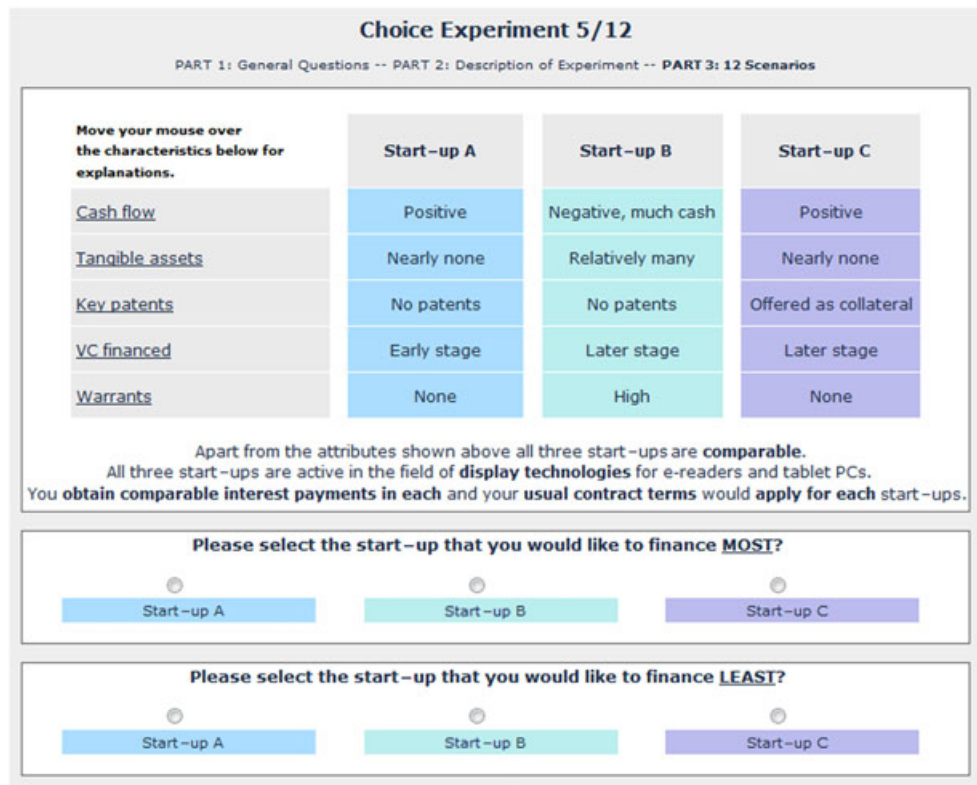 Choice Experiment 5/12
PART 1: General Questions -- PART 2: Description of Experiment -- PART 3: 12 Scenarios
Move your mouse over
the characteristics below for
explanations.
Start-up A Start-up B Start-up C
Cash flow Positive Negative, much cash Positive
Tangible assets Nearly none Relatively many Nearly none
Key patents No patents No patents Offered as collateral
VC financed Early stage Later stage Later stage
Warrants None High None
Apart from the attributes shown above all three start-ups are comparable.
All three start-ups are active in the field of display technologies for e-readers and tablet PCs.
You obtain comparable interest payments in each and your usual contract terms would apply for each start-ups.
Please select the start-up that you would like to finance MOST?
Start-up A Start-up B Start-up C
Please select the start-up that you would like to finance LEAST?
Start-up A Start-up B Start-up C